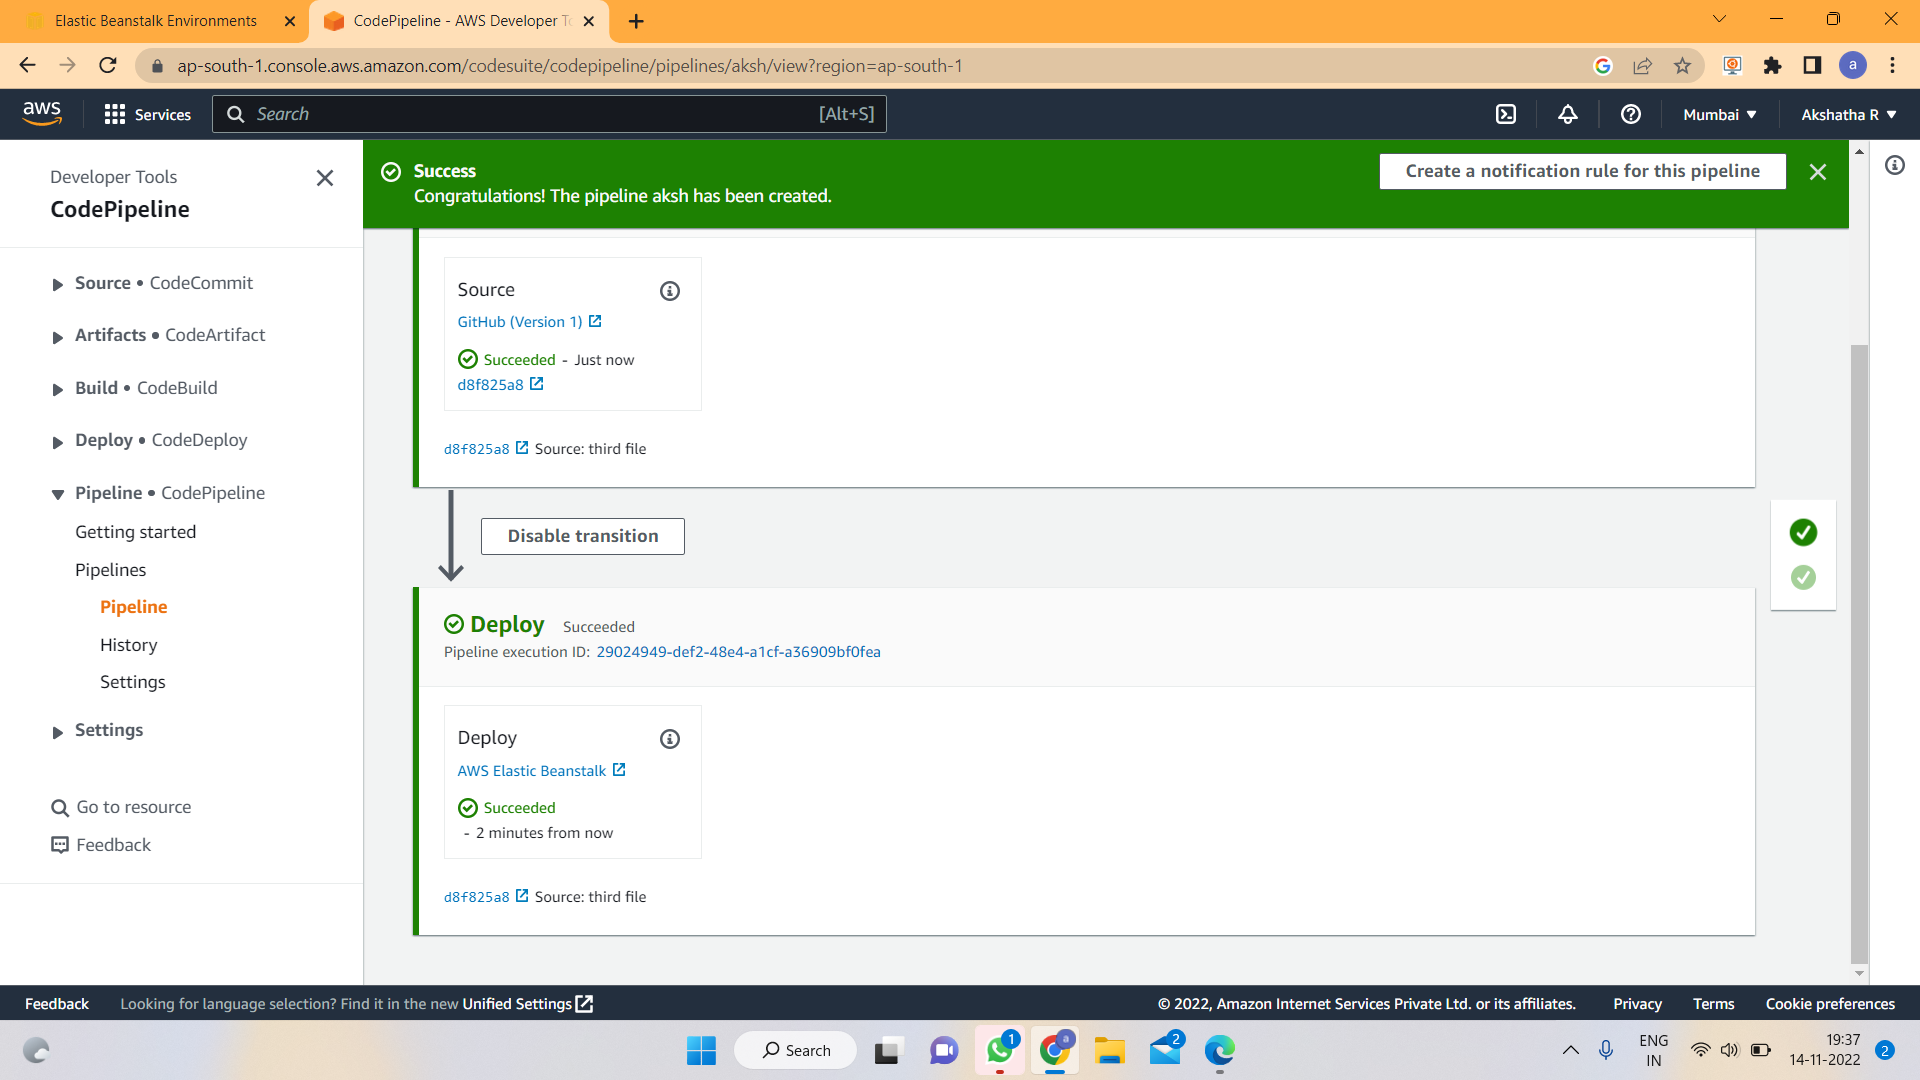 Elastic Beanstalk Environments
CodePipeline - AWS Developer To
ap-south-1.console.aws.amazon.com/codesuite/codepipeline/pipelines/aksh/view?region=ap-south-1
a
aws
Services
Search
[Alt+S]
Mumbai
Akshatha R
Developer Tools
CodePipeline
Source • CodeCommit
Artifacts • CodeArtifact
Build • CodeBuild
Deploy • CodeDeploy
Pipeline • CodePipeline
Getting started
Pipelines
Pipeline
History
Settings
Settings
Go to resource
Feedback
Success
Congratulations! The pipeline aksh has been created.
Create a notification rule for this pipeline
Source
GitHub (Version 1)
Succeeded - Just now
d8f825a8
d8f825a8 Source: third file
Disable transition
Deploy Succeeded
Pipeline execution ID: 29024949-def2-48e4-a1cf-a36909bf0fea
Deploy
AWS Elastic Beanstalk
Succeeded
- 2 minutes from now
d8f825a8 Source: third file
Feedback
Looking for language selection? Find it in the new Unified Settings
© 2022, Amazon Internet Services Private Ltd. or its affiliates.
Privacy
Terms
Cookie preferences
Search
1
a
2
ENG
IN
19:37
14-11-2022
2